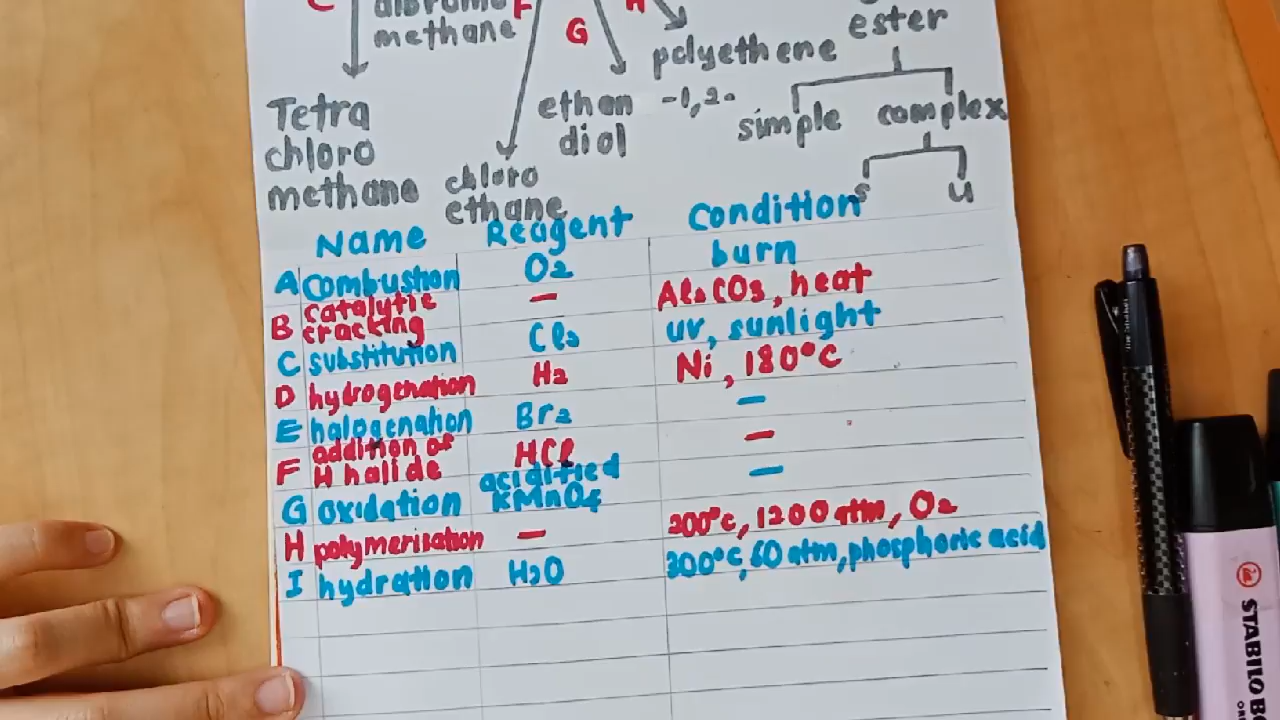 C
F
G
H
methane
polyethene
ester
Tetra
chloro
methane
ethan
diol
-1,2-
simple
complex
chloro
ethane
s
u
Name Reagent Condition
A combustion O2 burn
B catalytic cracking — Al2CO3, heat
C substitution Cl2 uv, sunlight
D hydrogenation H2 Ni, 180°C
E halogenation Br2 —
F addition of H halide HCl —
G oxidation acidified KMnO4 —
H polymerisation — 200°C, 1200 atm, O2
I hydration H2O 300°C, 60 atm, phosphoric acid
STABILO BO